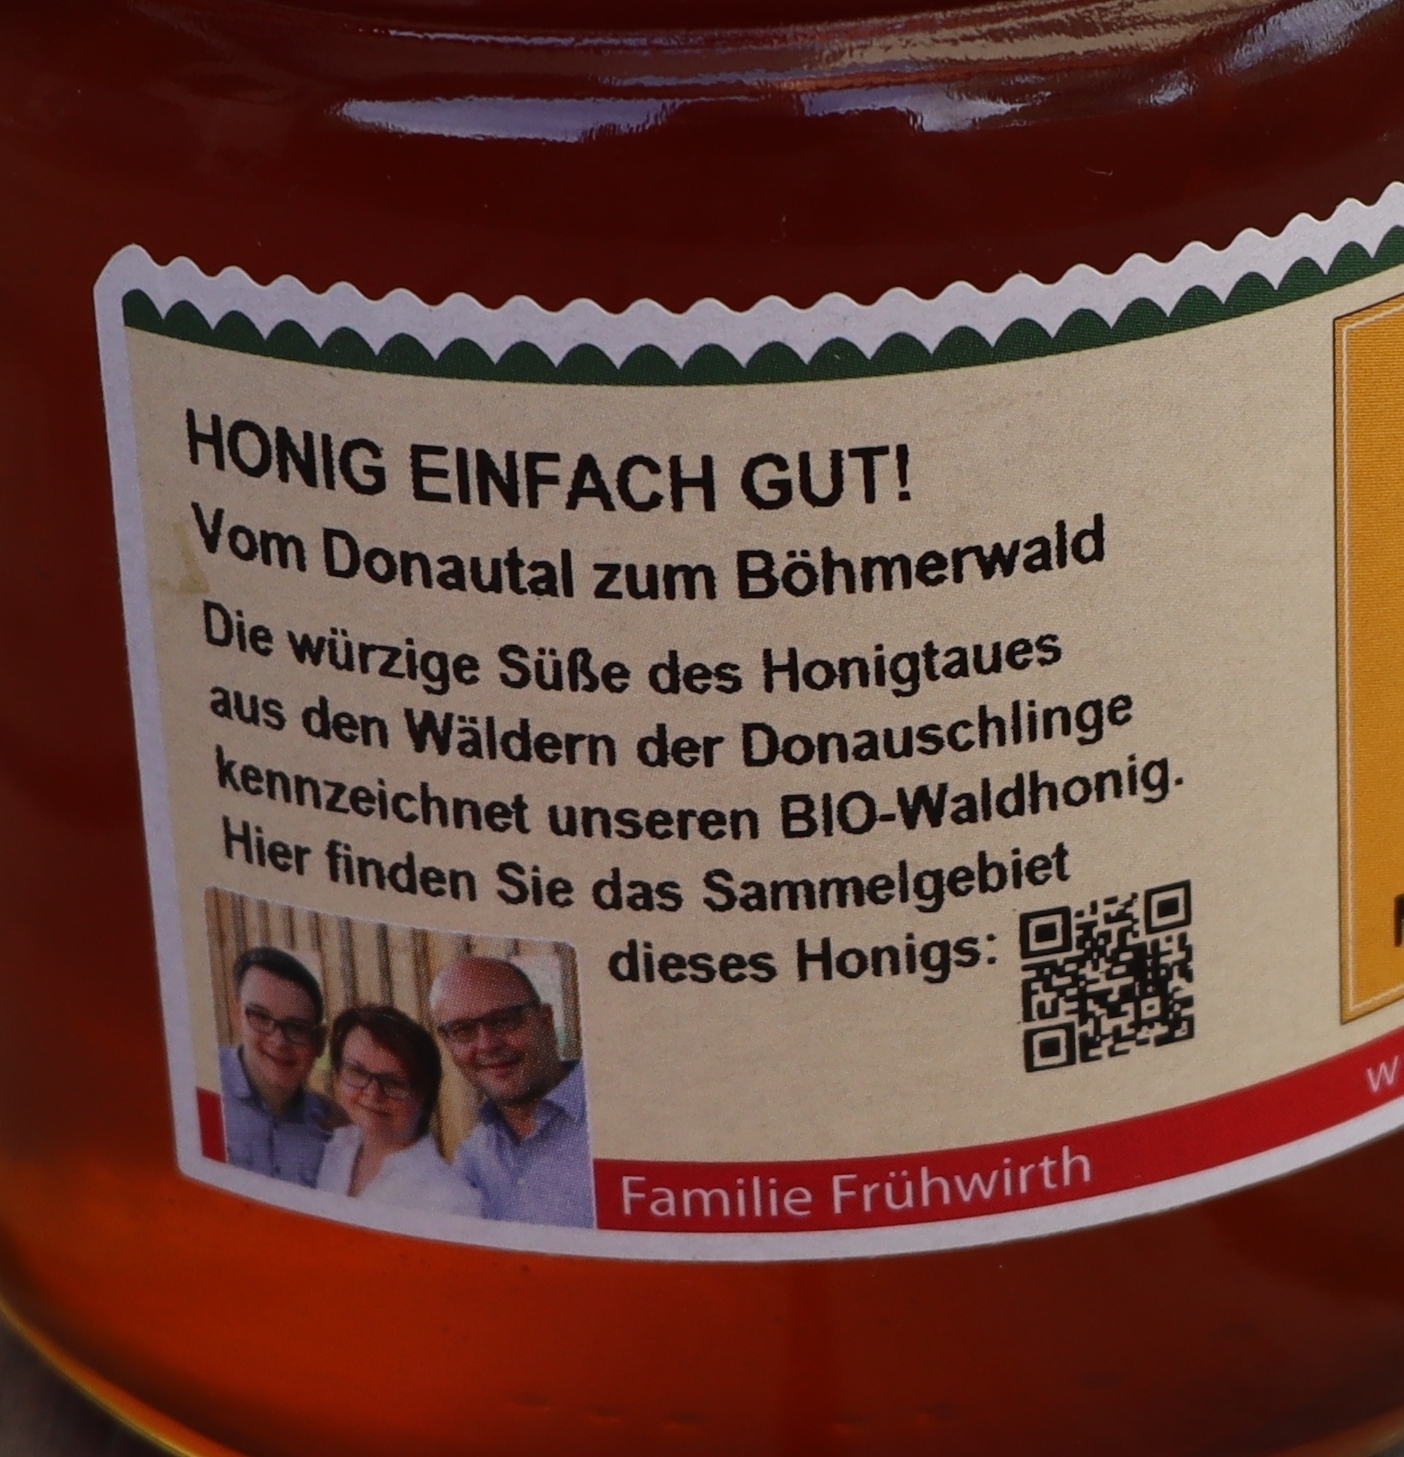 HONIG EINFACH GUT!
Vom Donautal zum Böhmerwald
Die würzige Süße des Honigtaues
aus den Wäldern der Donauschlinge
kennzeichnet unseren BIO-Waldhonig.
Hier finden Sie das Sammelgebiet
dieses Honigs:
Familie Frühwirth